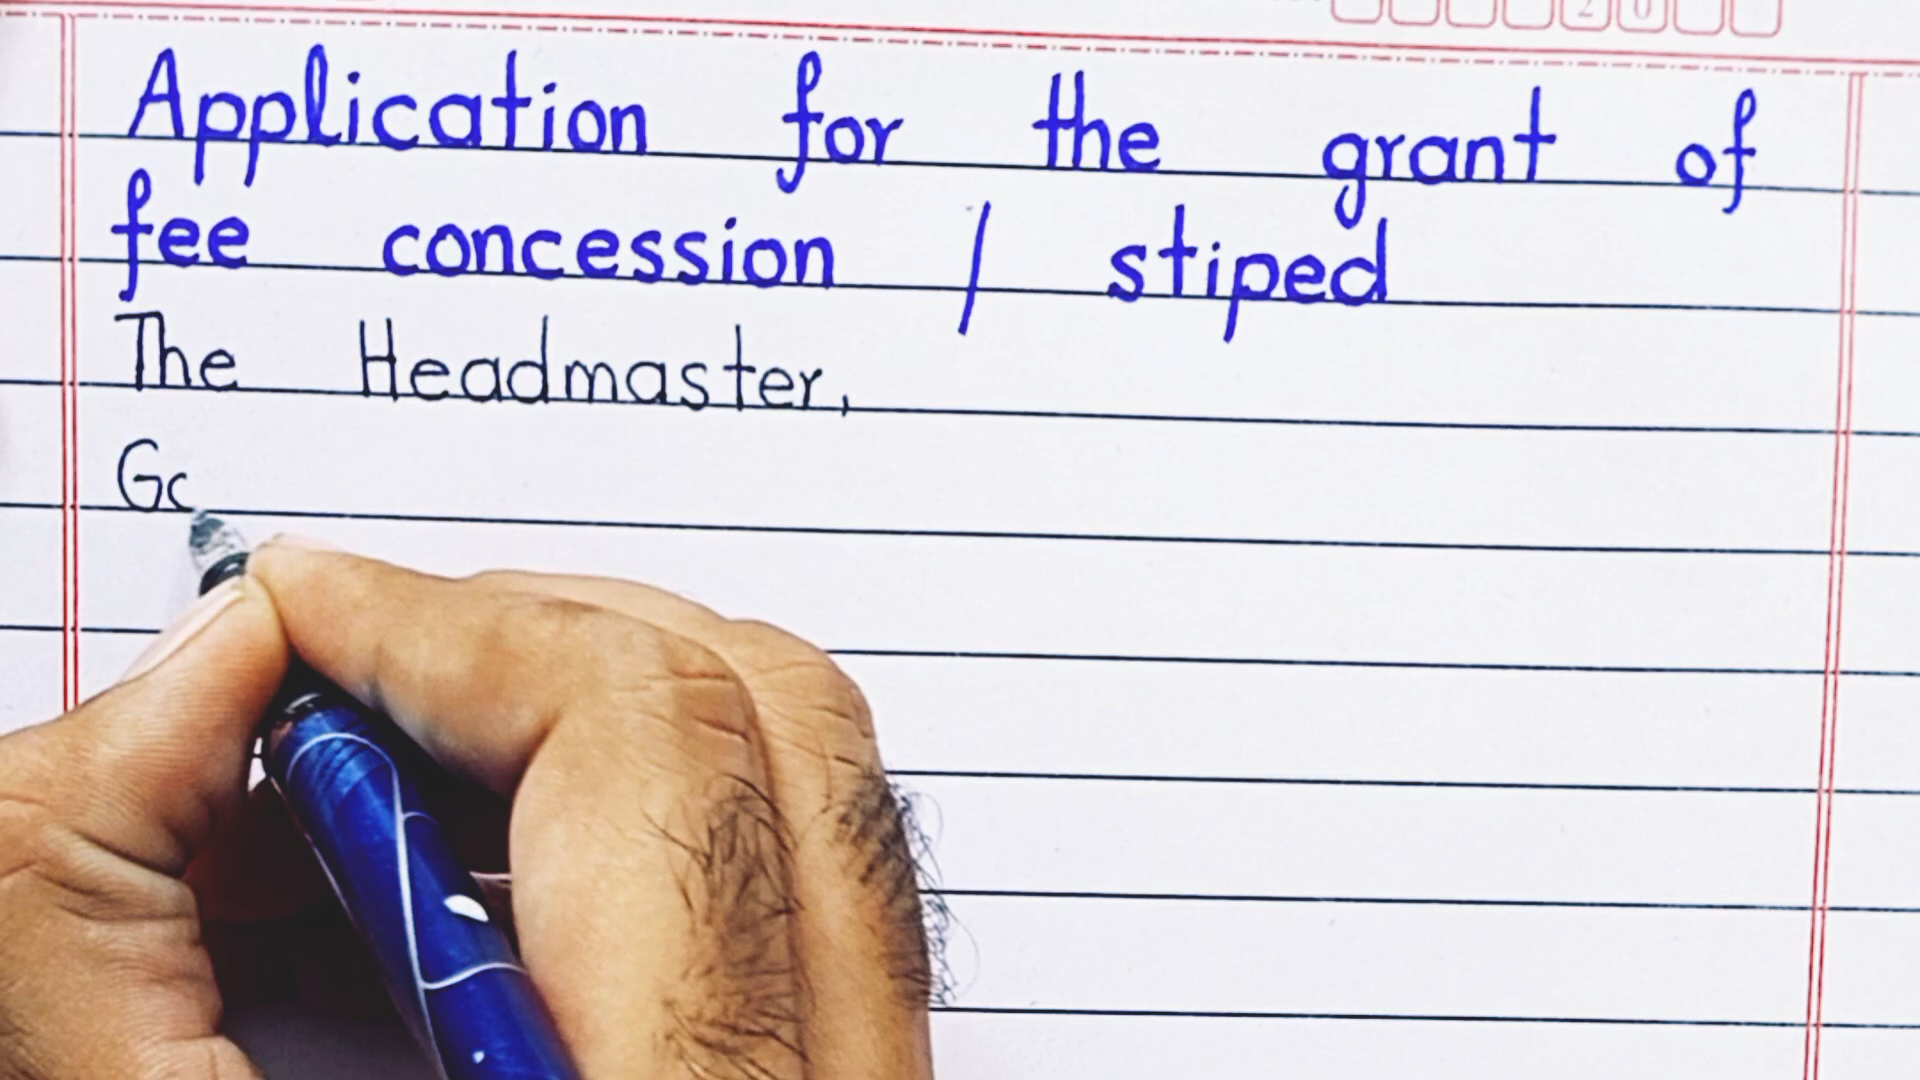 Application for the grant of
fee concession / stiped
The Headmaster,
Gc